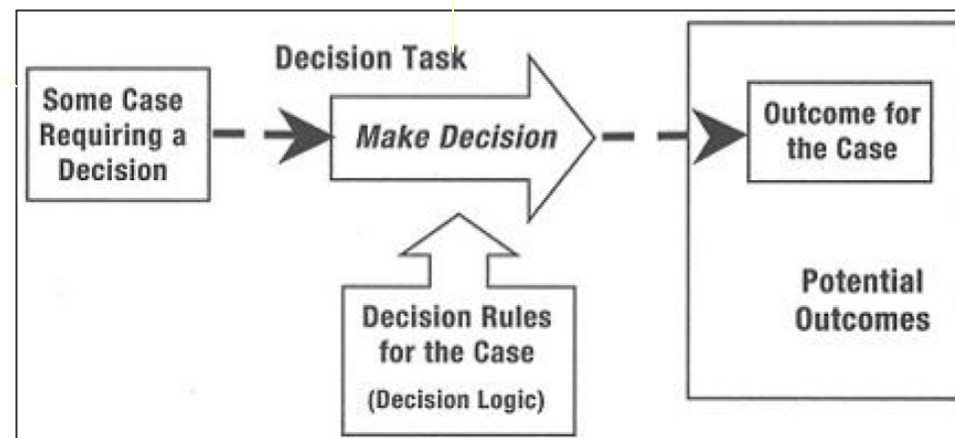 Decision Task
Some Case
Requiring a
Decision
Make Decision
Outcome for
the Case
Decision Rules
for the Case
(Decision Logic)
Potential
Outcomes